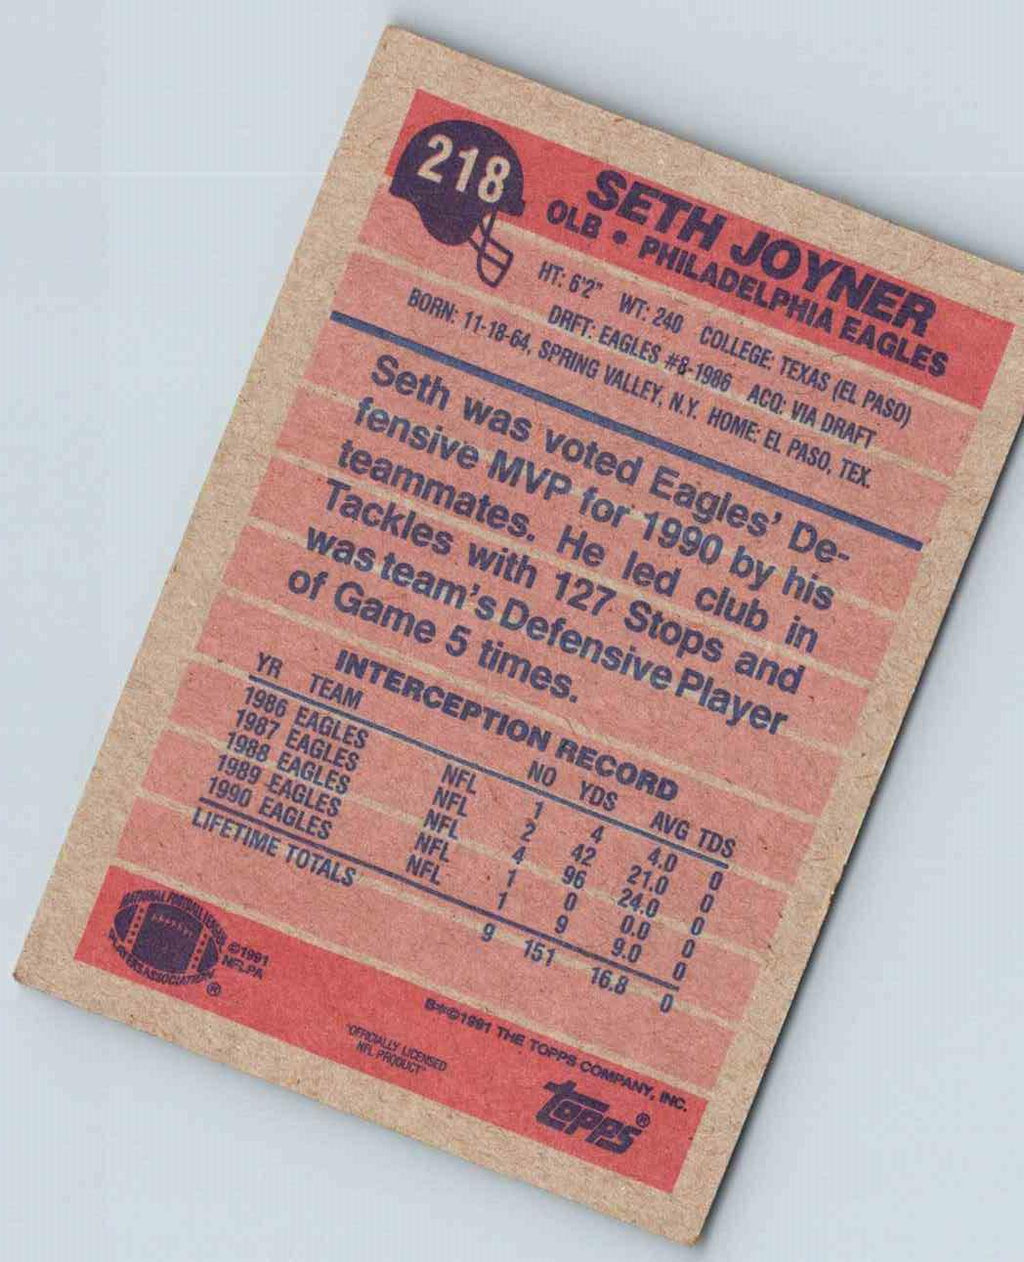 218
SETH JOYNER
OLB • PHILADELPHIA EAGLES
HT: 6'2" WT: 240 COLLEGE: TEXAS (EL PASO)
DRFT: EAGLES #8-1986 ACQ: VIA DRAFT
BORN: 11-18-64, SPRING VALLEY, N.Y. HOME: EL PASO, TEX.
Seth was voted Eagles' De-
fensive MVP for 1990 by his
teammates. He led club in
Tackles with 127 Stops and
was team's Defensive Player
of Game 5 times.
INTERCEPTION RECORD
YR TEAM NO YDS AVG TDS
1986 EAGLES NFL 1 4 4.0 0
1987 EAGLES NFL 2 42 21.0 0
1988 EAGLES NFL 4 96 24.0 0
1989 EAGLES NFL 1 0 0.0 0
1990 EAGLES NFL 1 9 9.0 0
LIFETIME TOTALS 9 151 16.8 0
NATIONAL FOOTBALL LEAGUE
PLAYERS ASSOCIATION ®
©1991
NFLPA
B**©1991 THE TOPPS COMPANY, INC.
"OFFICIALLY LICENSED
NFL PRODUCT"
TOPPS®